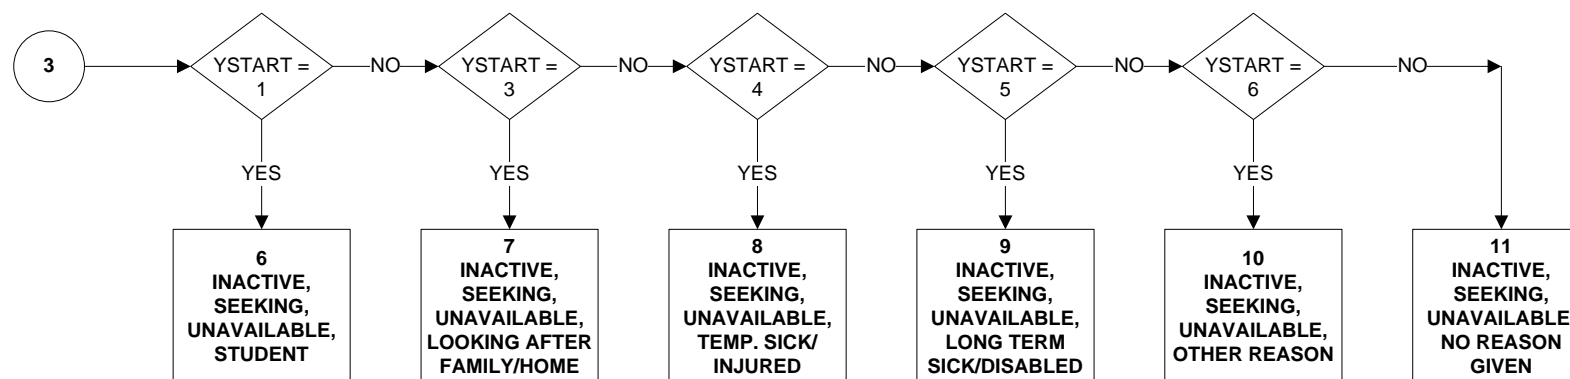 3
YSTART =
1
NO
YSTART =
3
NO
YSTART =
4
NO
YSTART =
5
NO
YSTART =
6
NO
YES
YES
YES
YES
YES
6
INACTIVE,
SEEKING,
UNAVAILABLE,
STUDENT
7
INACTIVE,
SEEKING,
UNAVAILABLE,
LOOKING AFTER
FAMILY/HOME
8
INACTIVE,
SEEKING,
UNAVAILABLE,
TEMP. SICK/
INJURED
9
INACTIVE,
SEEKING,
UNAVAILABLE,
LONG TERM
SICK/DISABLED
10
INACTIVE,
SEEKING,
UNAVAILABLE,
OTHER REASON
11
INACTIVE,
SEEKING,
UNAVAILABLE
NO REASON
GIVEN